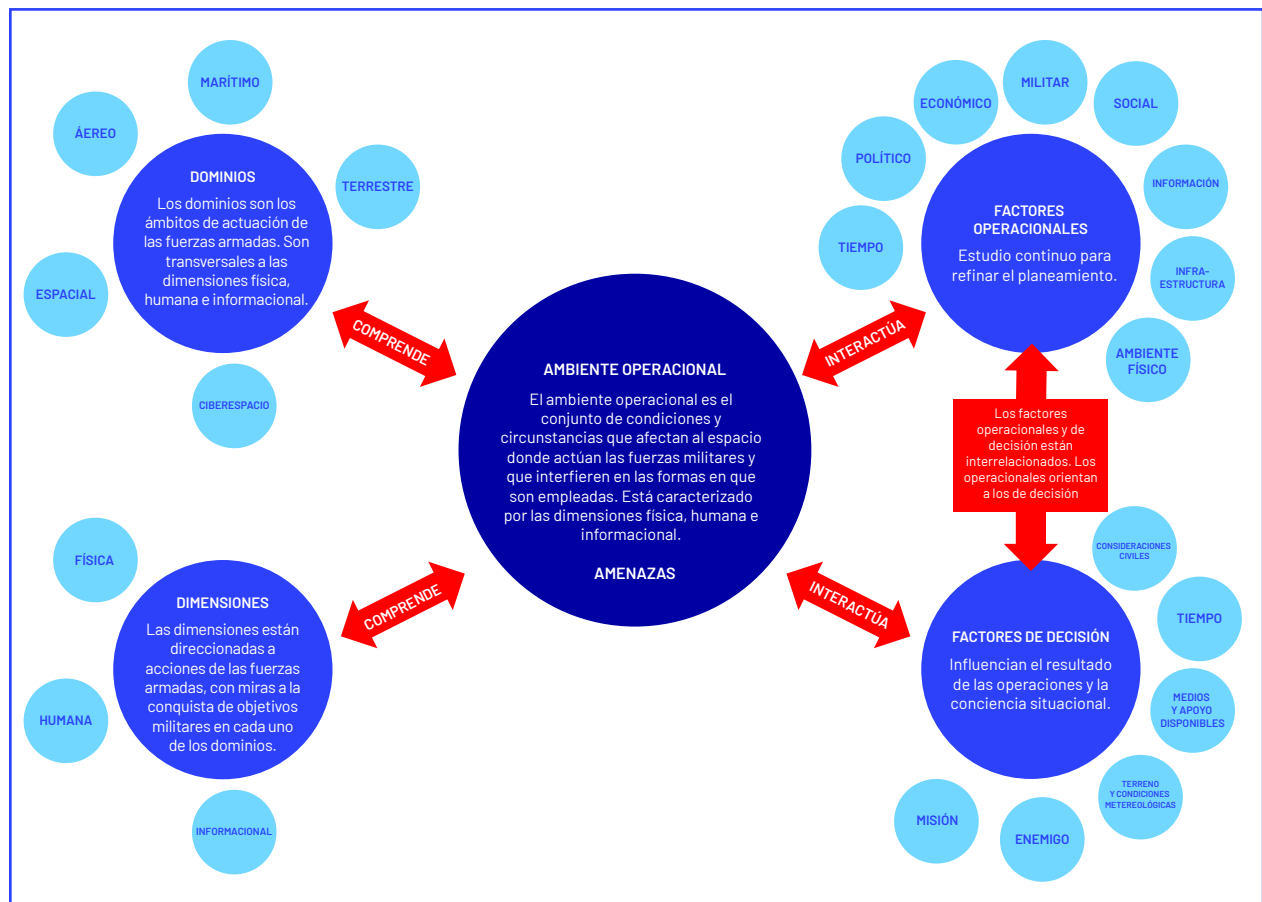 MARÍTIMO
ÁEREO
TERRESTRE
ESPACIAL
CIBERESPACIO
DOMINIOS
Los dominios son los
ámbitos de actuación de
las fuerzas armadas. Son
transversales a las
dimensiones física,
humana e informacional.
COMPRENDE
AMBIENTE OPERACIONAL
El ambiente operacional es el
conjunto de condiciones y
circunstancias que afectan al espacio
donde actúan las fuerzas militares y
que interfieren en las formas en que
son empleadas. Está caracterizado
por las dimensiones física, humana e
informacional.
AMENAZAS
INTERACTÚA
TIEMPO
POLÍTICO
ECONÓMICO
MILITAR
SOCIAL
INFORMACIÓN
INFRA-
ESTRUCTURA
AMBIENTE
FÍSICO
FACTORES
OPERACIONALES
Estudio continuo para
refinar el planeamiento.
Los factores
operacionales y de
decisión están
interrelacionados. Los
operacionales orientan
a los de decisión
FÍSICA
HUMANA
INFORMACIONAL
DIMENSIONES
Las dimensiones están
direccionadas a
acciones de las fuerzas
armadas, con miras a la
conquista de objetivos
militares en cada uno
de los dominios.
COMPRENDE
INTERACTÚA
FACTORES DE DECISIÓN
Influencian el resultado
de las operaciones y la
conciencia situacional.
CONSIDERACIONES
CIVILES
TIEMPO
MEDIOS
Y APOYO
DISPONIBLES
TERRENO
Y CONDICIONES
METEREOLÓGICAS
ENEMIGO
MISIÓN